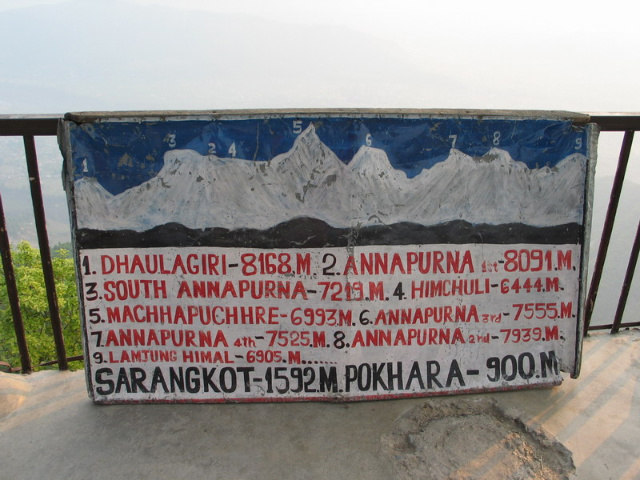 1 3 2 4 5 6 7 8 9
1. DHAULAGIRI-8168.M. 2. ANNAPURNA 1st-8091.M.
3. SOUTH ANNAPURNA-7219.M. 4. HIMCHULI-6444.M.
5. MACHHAPUCHHRE-6993.M. 6. ANNAPURNA 3rd-7555.M.
7. ANNAPURNA 4th-7525.M. 8. ANNAPURNA 2nd-7939.M.
9. LAMJUNG HIMAL-6905.M.......
SARANGKOT-1592.M. POKHARA-900.M